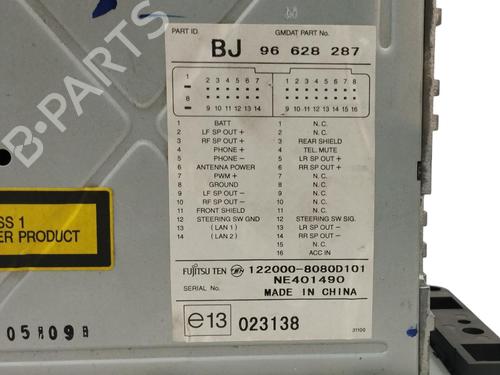 PART ID. GMDAT PART No.
BJ 96 628 287
1 2 3 4 5 6 7 1 2 3 4 5 6 7 8
8 9 10 11 12 13 14 9 10 11 12 13 14 15 16
1 BATT 1 N.C.
2 LF SP OUT + 2 N.C.
3 RF SP OUT + 3 REAR SHIELD
4 PHONE + 4 TEL. MUTE
5 PHONE - 5 LR SP OUT +
6 ANTENNA POWER 6 RR SP OUT +
7 PWM + 7 N.C.
8 GROUND 8 N.C.
9 LF SP OUT - 9 N.C.
10 RF SP OUT - 10 N.C.
11 FRONT SHIELD 11 N.C.
12 STEERING SW GND 12 STEERING SW SIG.
13 ( LAN1 ) 13 LR SP OUT -
14 ( LAN2 ) 14 RR SP OUT -
15 N.C.
16 ACC IN
FUJITSU TEN 122000-8080D101
SERIAL No. NE401490
MADE IN CHINA
e13 023138
31100
SS 1
ER PRODUCT
B PARTS